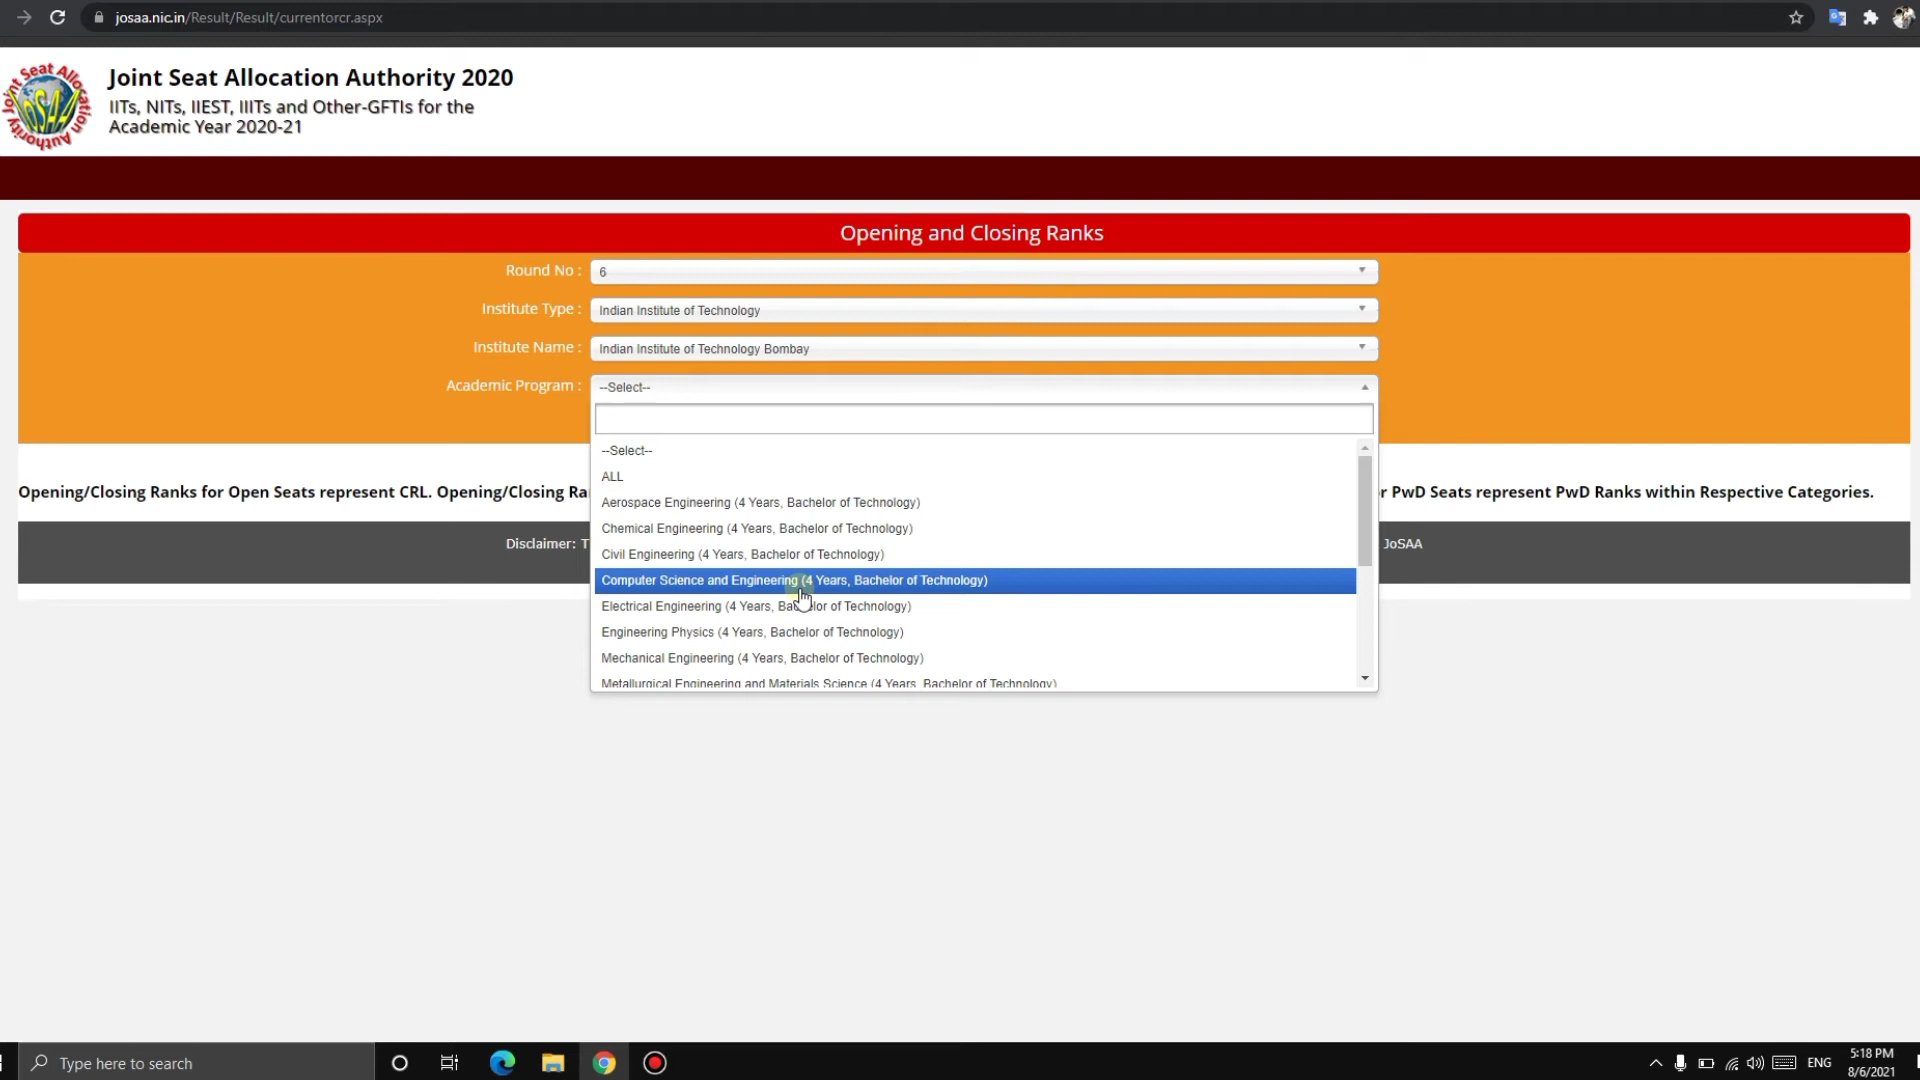 josaa.nic.in/Result/Result/currentorcr.aspx
Joint Seat Allocation Authority
JoSAA
Joint Seat Allocation Authority 2020
IITs, NITs, IIEST, IIITs and Other-GFTIs for the
Academic Year 2020-21
Opening and Closing Ranks
Round No : 6
Institute Type : Indian Institute of Technology
Institute Name : Indian Institute of Technology Bombay
Academic Program : --Select--
--Select--
ALL
Opening/Closing Ranks for Open Seats represent CRL. Opening/Closing Ra r PwD Seats represent PwD Ranks within Respective Categories.
Aerospace Engineering (4 Years, Bachelor of Technology)
Chemical Engineering (4 Years, Bachelor of Technology)
Disclaimer: T JoSAA
Civil Engineering (4 Years, Bachelor of Technology)
Computer Science and Engineering (4 Years, Bachelor of Technology)
Electrical Engineering (4 Years, Bachelor of Technology)
Engineering Physics (4 Years, Bachelor of Technology)
Mechanical Engineering (4 Years, Bachelor of Technology)
Metallurgical Engineering and Materials Science (4 Years, Bachelor of Technology)
Type here to search
ENG
5:18 PM
8/6/2021